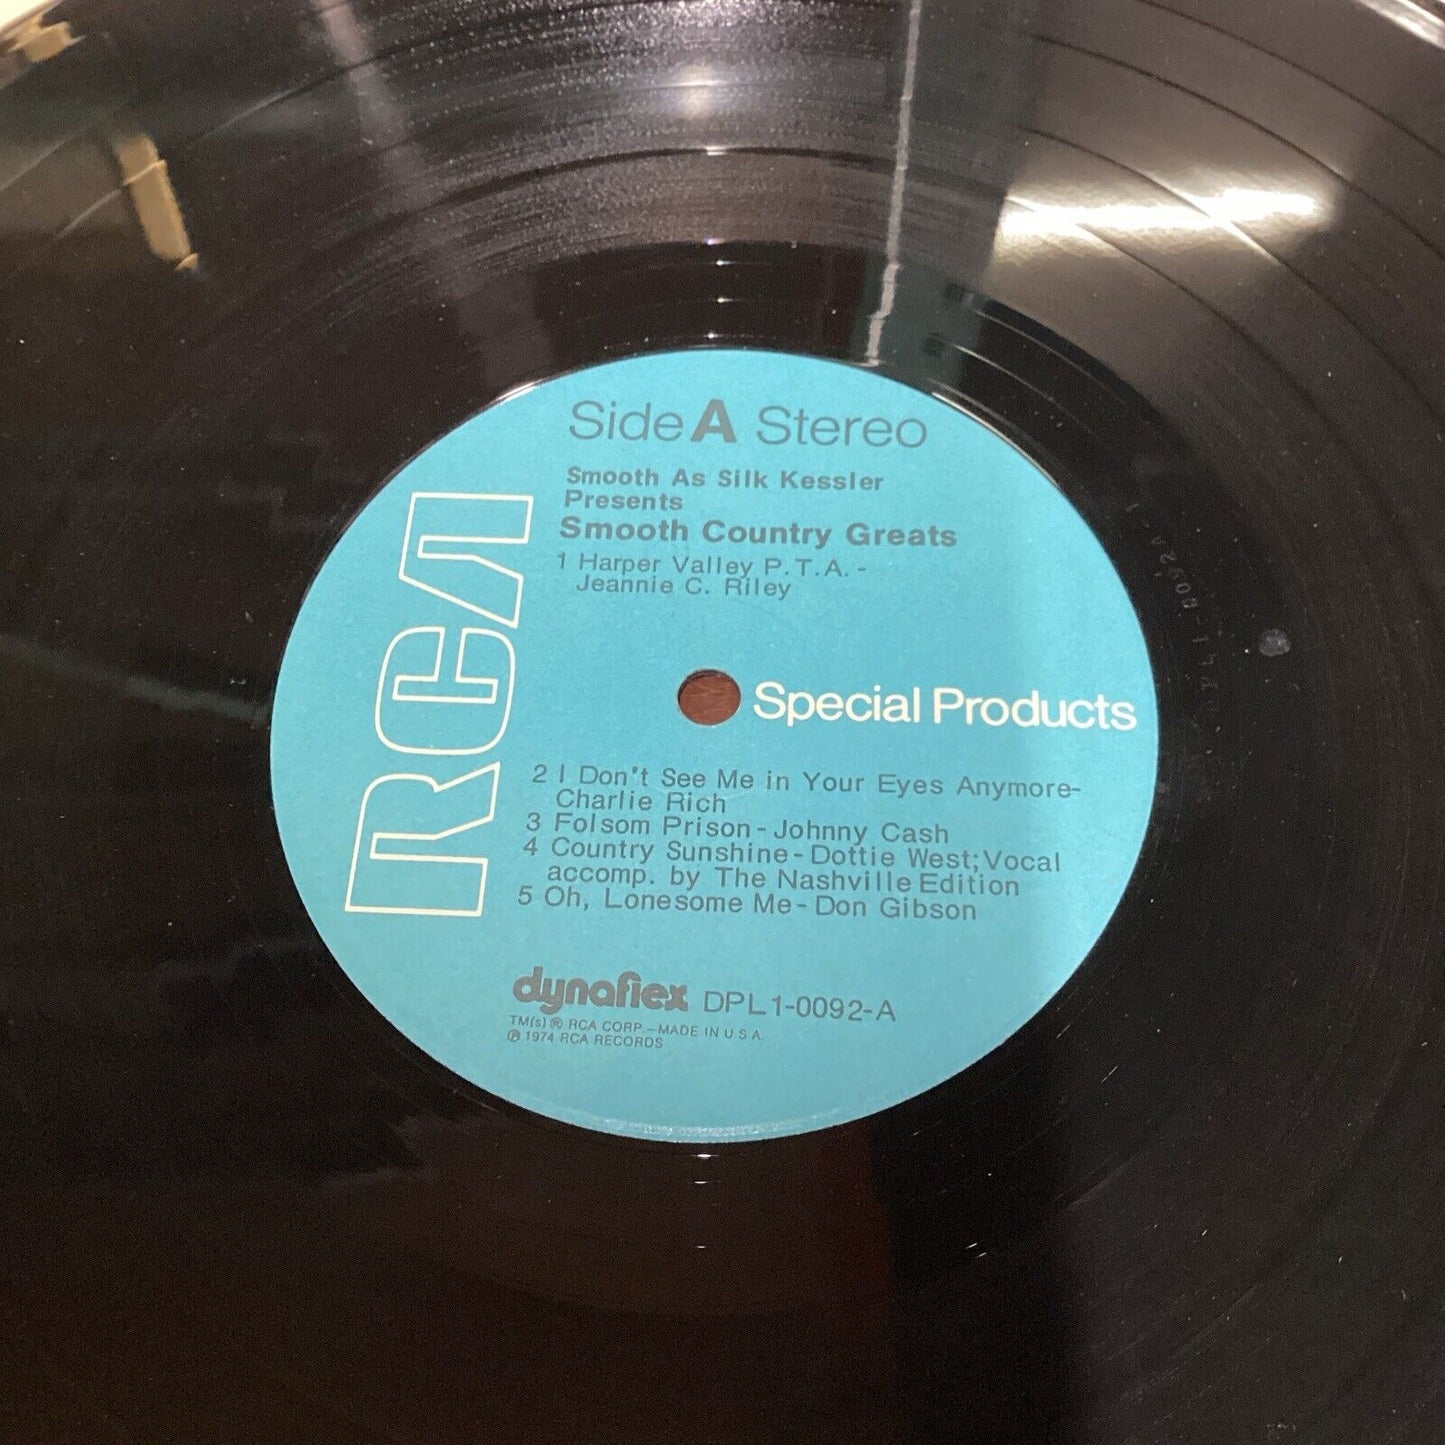 Side A Stereo
Smooth As Silk Kessler
Presents
Smooth Country Greats
1 Harper Valley P.T.A. -
Jeannie C. Riley
RCA
Special Products
2 I Don't See Me in Your Eyes Anymore-
Charlie Rich
3 Folsom Prison - Johnny Cash
4 Country Sunshine - Dottie West; Vocal
accomp. by The Nashville Edition
5 Oh, Lonesome Me - Don Gibson
dynaflex DPL1-0092-A
TM(s) ® RCA CORP.-MADE IN U.S.A.
℗ 1974 RCA RECORDS